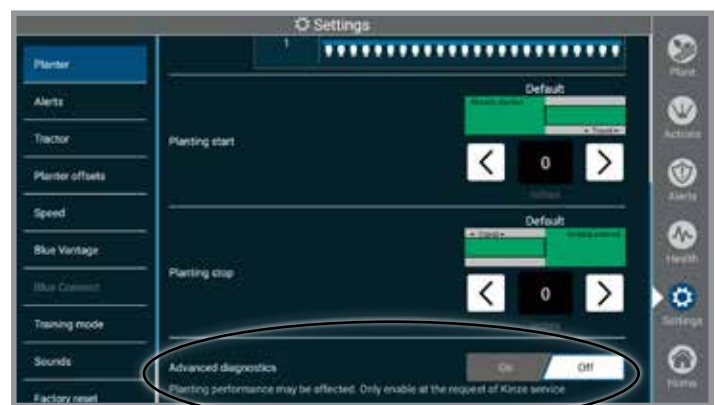 Settings
Planter
Alerts
Tractor
Planter offsets
Speed
Blue Vantage
Blue Connect
Training mode
Sounds
Factory reset
1
Default
Planting start
0
Default
Planting stop
0
Advanced diagnostics
On
Off
Planting performance may be affected. Only enable at the request of Kinze service
Plant
Actions
Alerts
Health
Settings
Home